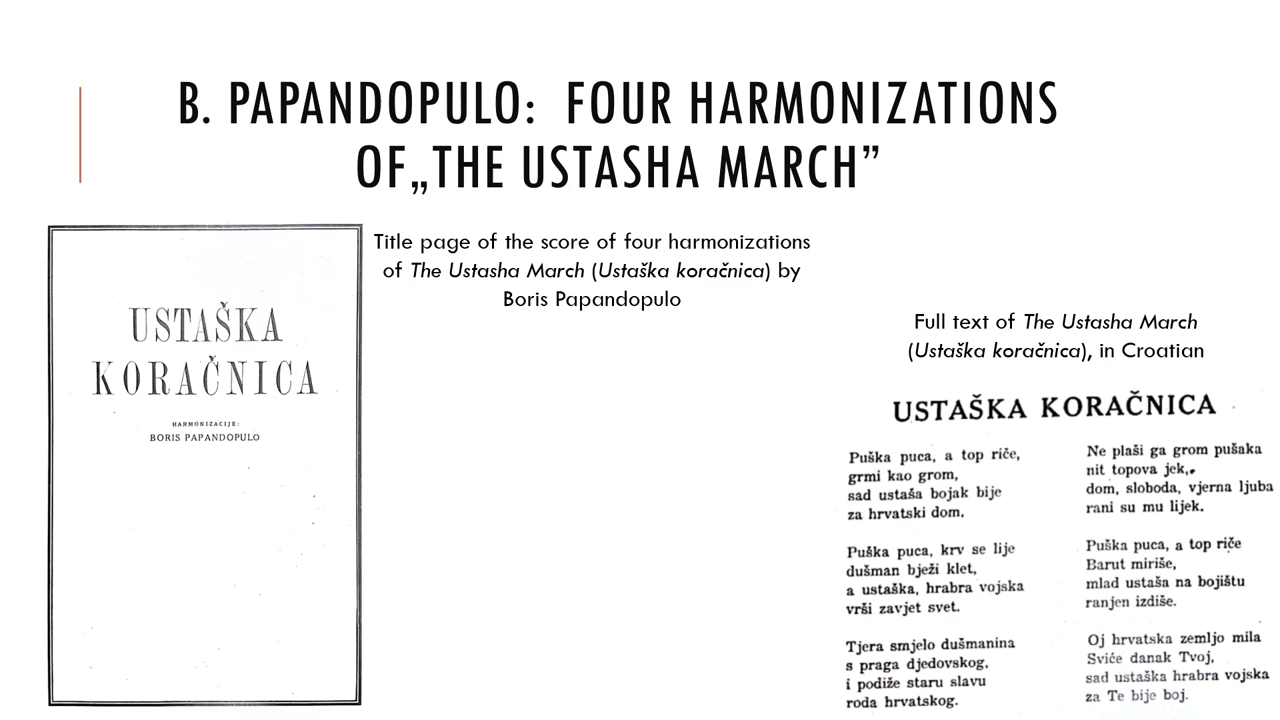 B. PAPANDOPULO: FOUR HARMONIZATIONS
OF„THE USTASHA MARCH”
Title page of the score of four harmonizations
of The Ustasha March (Ustaška koračnica) by
Boris Papandopulo
USTAŠKA
KORAČNICA
HARMONIZACIJE:
BORIS PAPANDOPULO
Full text of The Ustasha March
(Ustaška koračnica), in Croatian
USTAŠKA KORAČNICA
Puška puca, a top riče,
grmi kao grom,
sad ustaša bojak bije
za hrvatski dom.
Puška puca, krv se lije
dušman bježi klet,
a ustaška, hrabra vojska
vrši zavjet svet.
Tjera smjelo dušmanina
s praga djedovskog,
i podiže staru slavu
roda hrvatskog.
Ne plaši ga grom pušaka
nit topova jek,
dom, sloboda, vjerna ljuba
rani su mu lijek.
Puška puca, a top riče
Barut miriše,
mlad ustaša na bojištu
ranjen izdiše.
Oj hrvatska zemljo mila
Sviće danak Tvoj,
sad ustaška hrabra vojska
za Te bije boj.